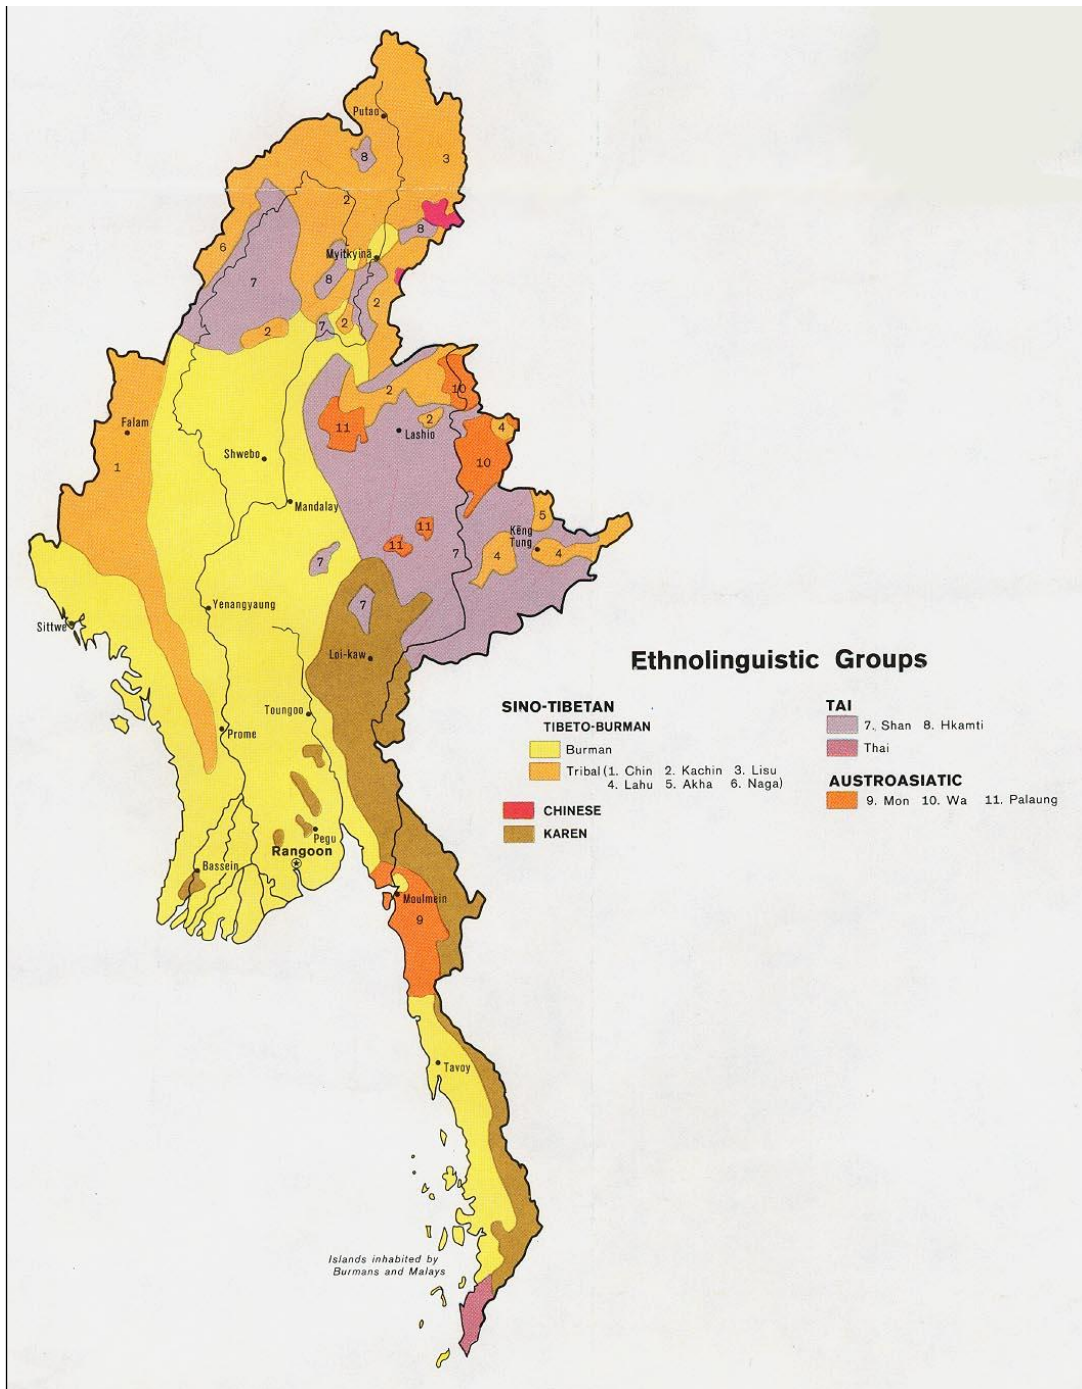 Putao
8
3
2
8
6
Myitkyinā
7
8
2
2
7
2
2
10
Falam
11
2
4
Lashio
Shwebo
10
1
Mandalay
5
11
Kēng
Tung
11
4
4
7
7
7
Yenangyaung
Sittwe
Loi-kaw
Toungoo
Prome
Pegu
Rangoon
Bassein
Moulmein
9
Tavoy
Islands inhabited by
Burmans and Malays
Ethnolinguistic Groups
SINO-TIBETAN
TIBETO-BURMAN
Burman
Tribal (1. Chin 2. Kachin 3. Lisu
4. Lahu 5. Akha 6. Naga)
CHINESE
KAREN
TAI
7. Shan 8. Hkamti
Thai
AUSTROASIATIC
9. Mon 10. Wa 11. Palaung